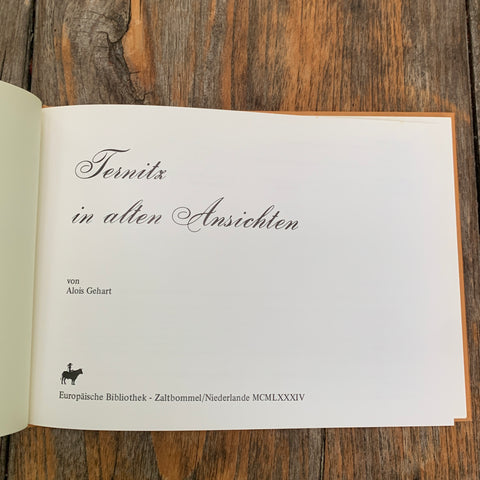 Ternitz
in alten Ansichten
von
Alois Gehart
Europäische Bibliothek - Zaltbommel/Niederlande MCMLXXXIV